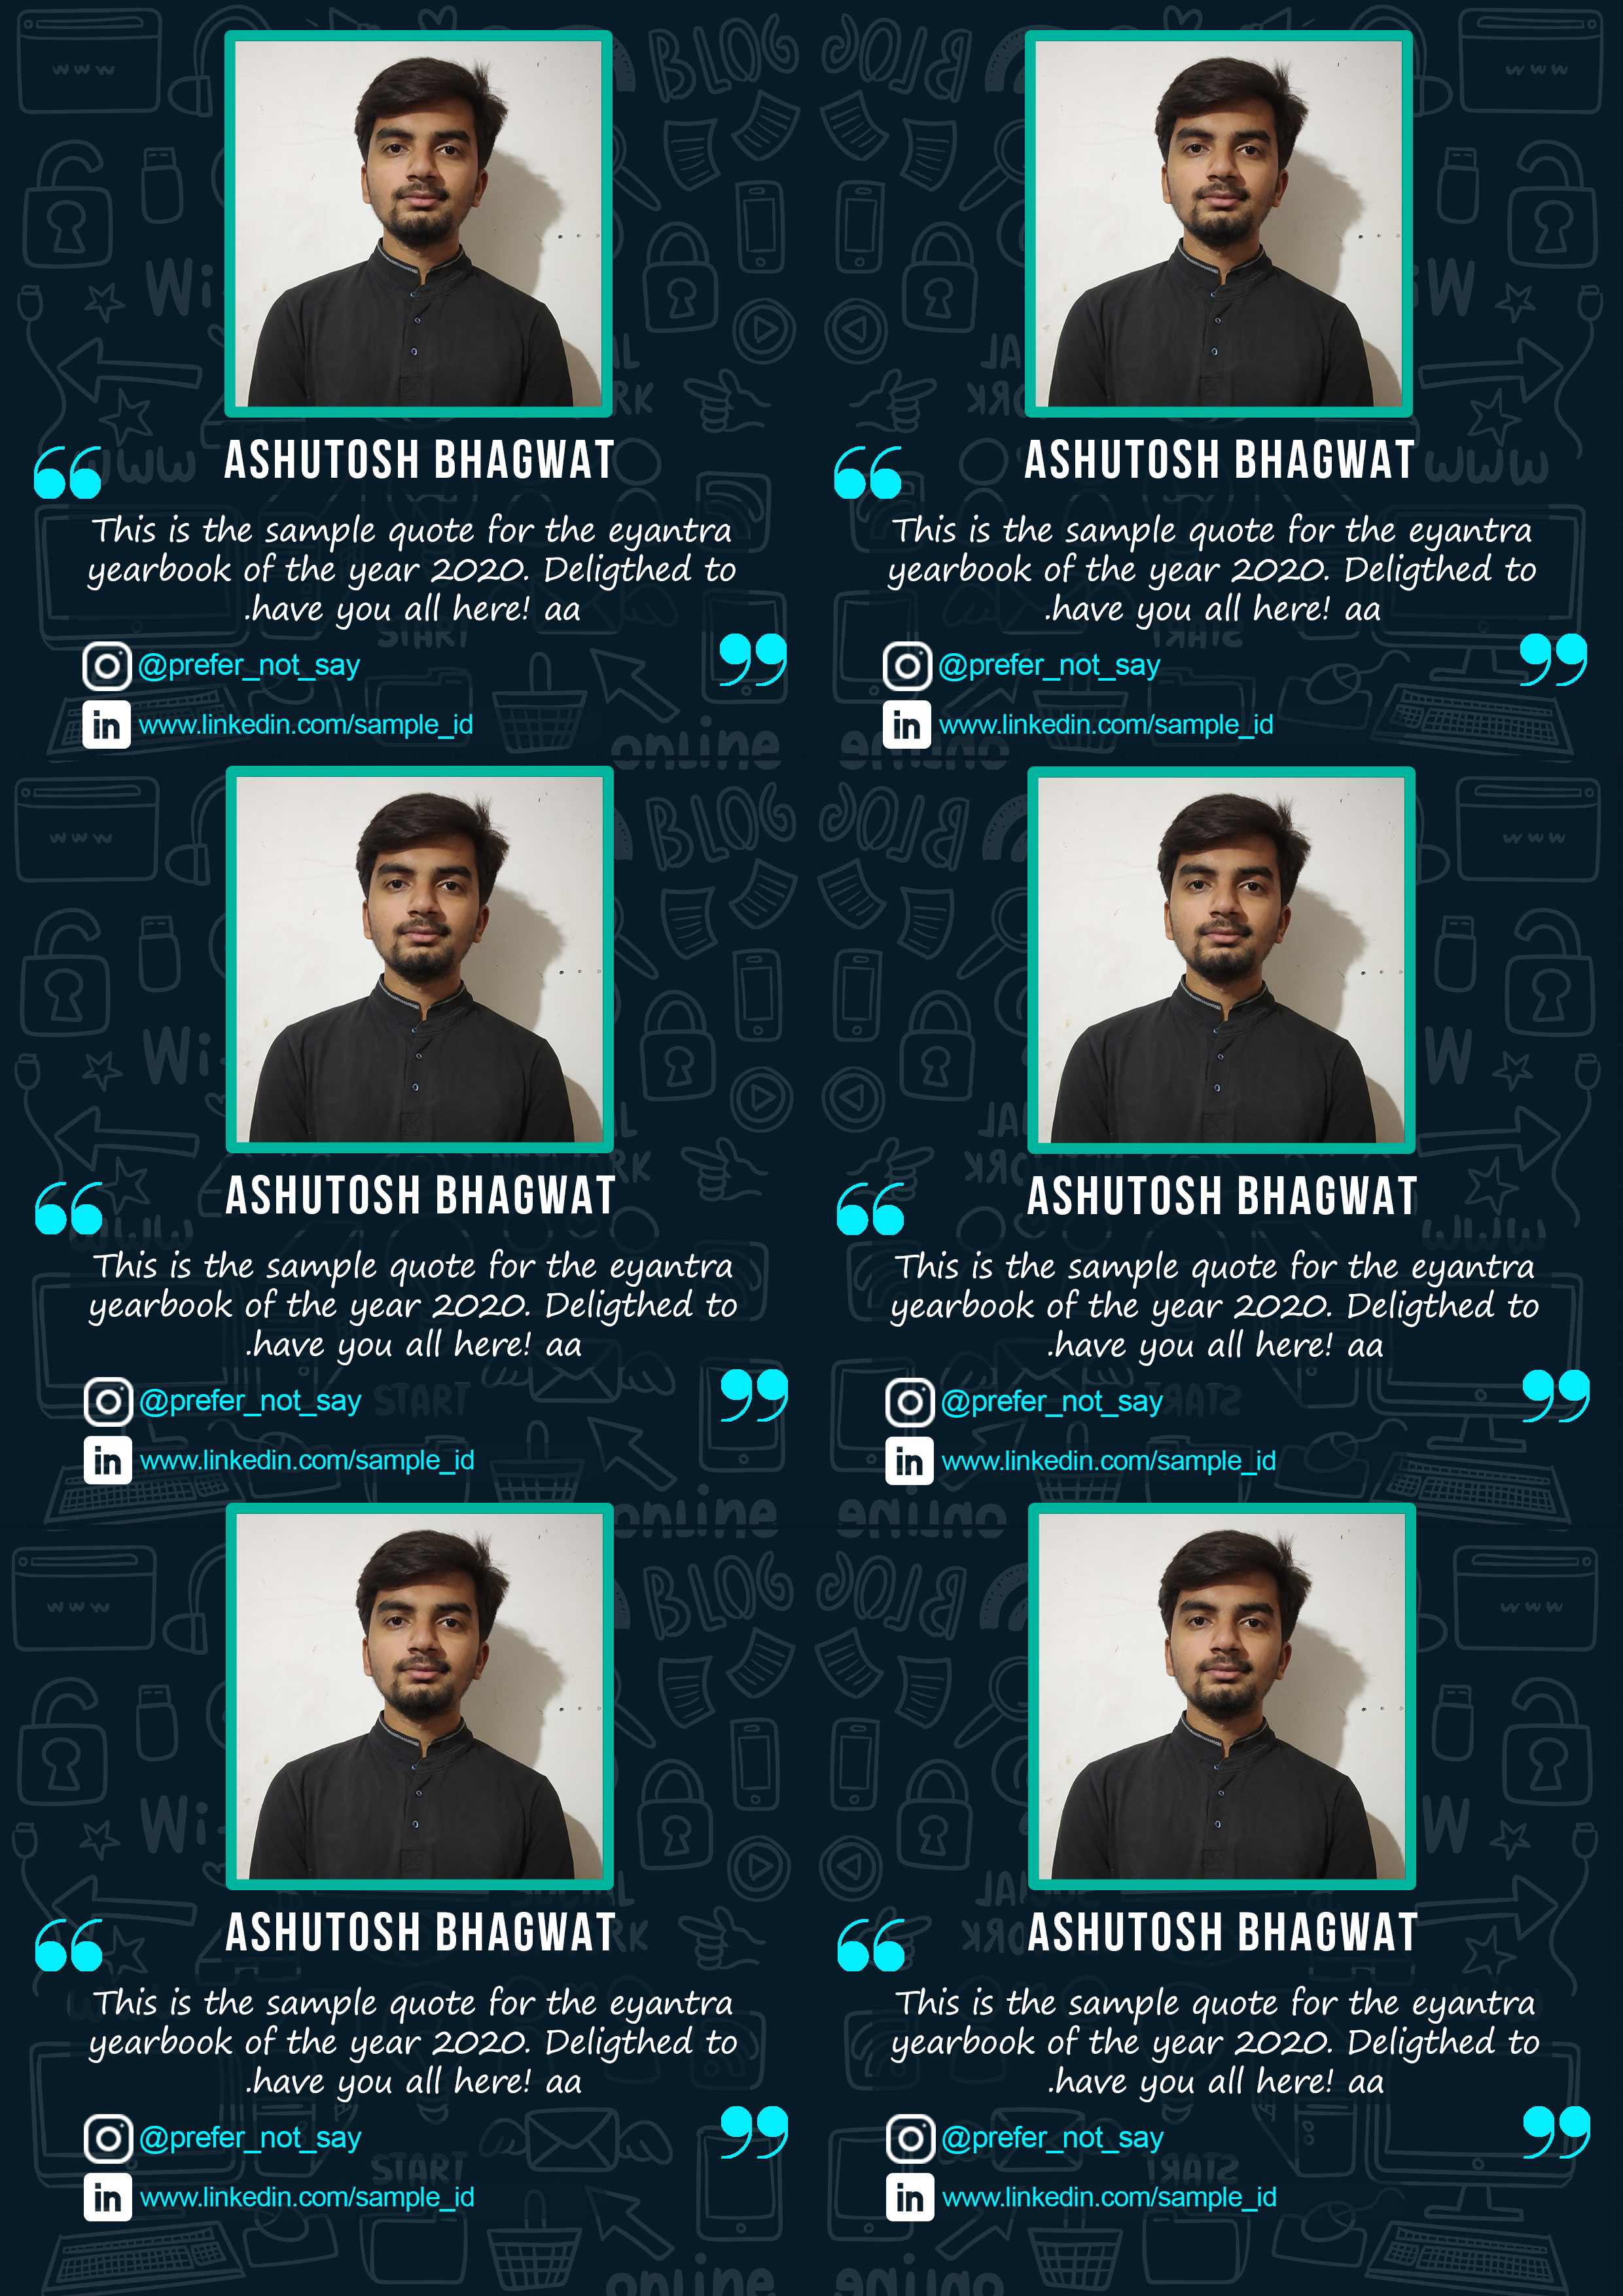 ASHUTOSH BHAGWAT
This is the sample quote for the eyantra
yearbook of the year 2020. Deligthed to
.have you all here! aa
@prefer_not_say
in www.linkedin.com/sample_id
ASHUTOSH BHAGWAT
This is the sample quote for the eyantra
yearbook of the year 2020. Deligthed to
.have you all here! aa
@prefer_not_say
in www.linkedin.com/sample_id
ASHUTOSH BHAGWAT
This is the sample quote for the eyantra
yearbook of the year 2020. Deligthed to
.have you all here! aa
@prefer_not_say
in www.linkedin.com/sample_id
ASHUTOSH BHAGWAT
This is the sample quote for the eyantra
yearbook of the year 2020. Deligthed to
.have you all here! aa
@prefer_not_say
in www.linkedin.com/sample_id
ASHUTOSH BHAGWAT
This is the sample quote for the eyantra
yearbook of the year 2020. Deligthed to
.have you all here! aa
@prefer_not_say
in www.linkedin.com/sample_id
ASHUTOSH BHAGWAT
This is the sample quote for the eyantra
yearbook of the year 2020. Deligthed to
.have you all here! aa
@prefer_not_say
in www.linkedin.com/sample_id